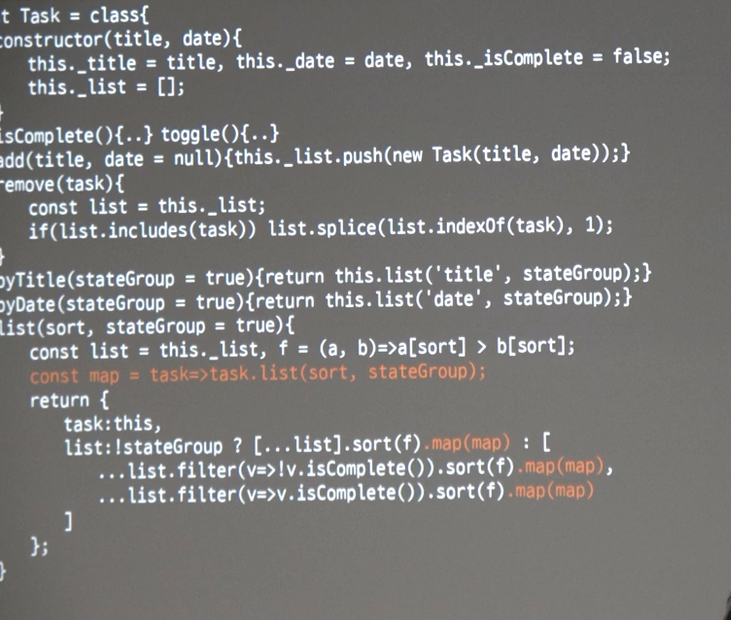 t Task = class{
constructor(title, date){
this._title = title, this._date = date, this._isComplete = false;
this._list = [];
}
isComplete(){..} toggle(){..}
add(title, date = null){this._list.push(new Task(title, date));}
remove(task){
const list = this._list;
if(list.includes(task)) list.splice(list.indexOf(task), 1);
}
byTitle(stateGroup = true){return this.list('title', stateGroup);}
byDate(stateGroup = true){return this.list('date', stateGroup);}
list(sort, stateGroup = true){
const list = this._list, f = (a, b)=>a[sort] > b[sort];
const map = task=>task.list(sort, stateGroup);
return {
task:this,
list:!stateGroup ? [...list].sort(f).map(map) : [
...list.filter(v=>!v.isComplete()).sort(f).map(map),
...list.filter(v=>v.isComplete()).sort(f).map(map)
]
};
}